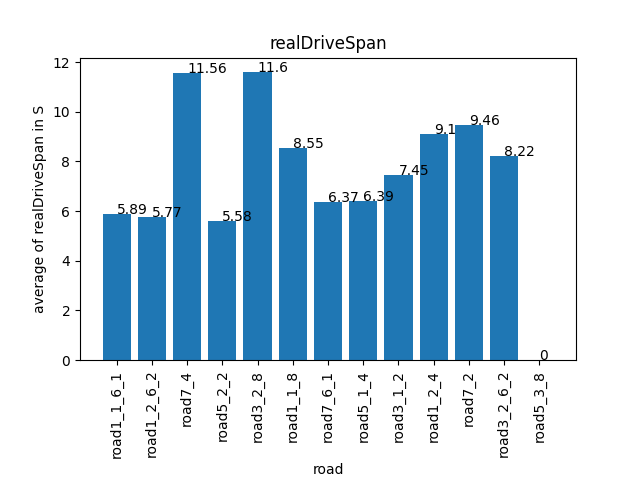 realDriveSpan
average of realDriveSpan in S
12
10
8
6
4
2
0
5.89
5.77
11.56
5.58
11.6
8.55
6.37
6.39
7.45
9.1
9.46
8.22
0
road1_1_6_1
road1_2_6_2
road7_4
road5_2_2
road3_2_8
road1_1_8
road7_6_1
road5_1_4
road3_1_2
road1_2_4
road7_2
road3_2_6_2
road5_3_8
road